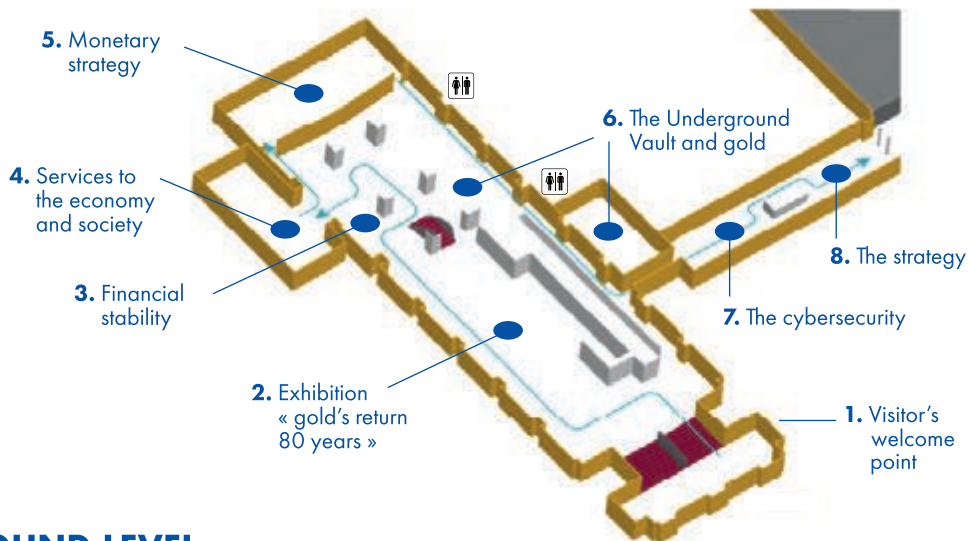 5. Monetary
strategy
6. The Underground
Vault and gold
4. Services to
the economy
and society
8. The strategy
3. Financial
stability
7. The cybersecurity
2. Exhibition
« gold's return
80 years »
1. Visitor's
welcome
point